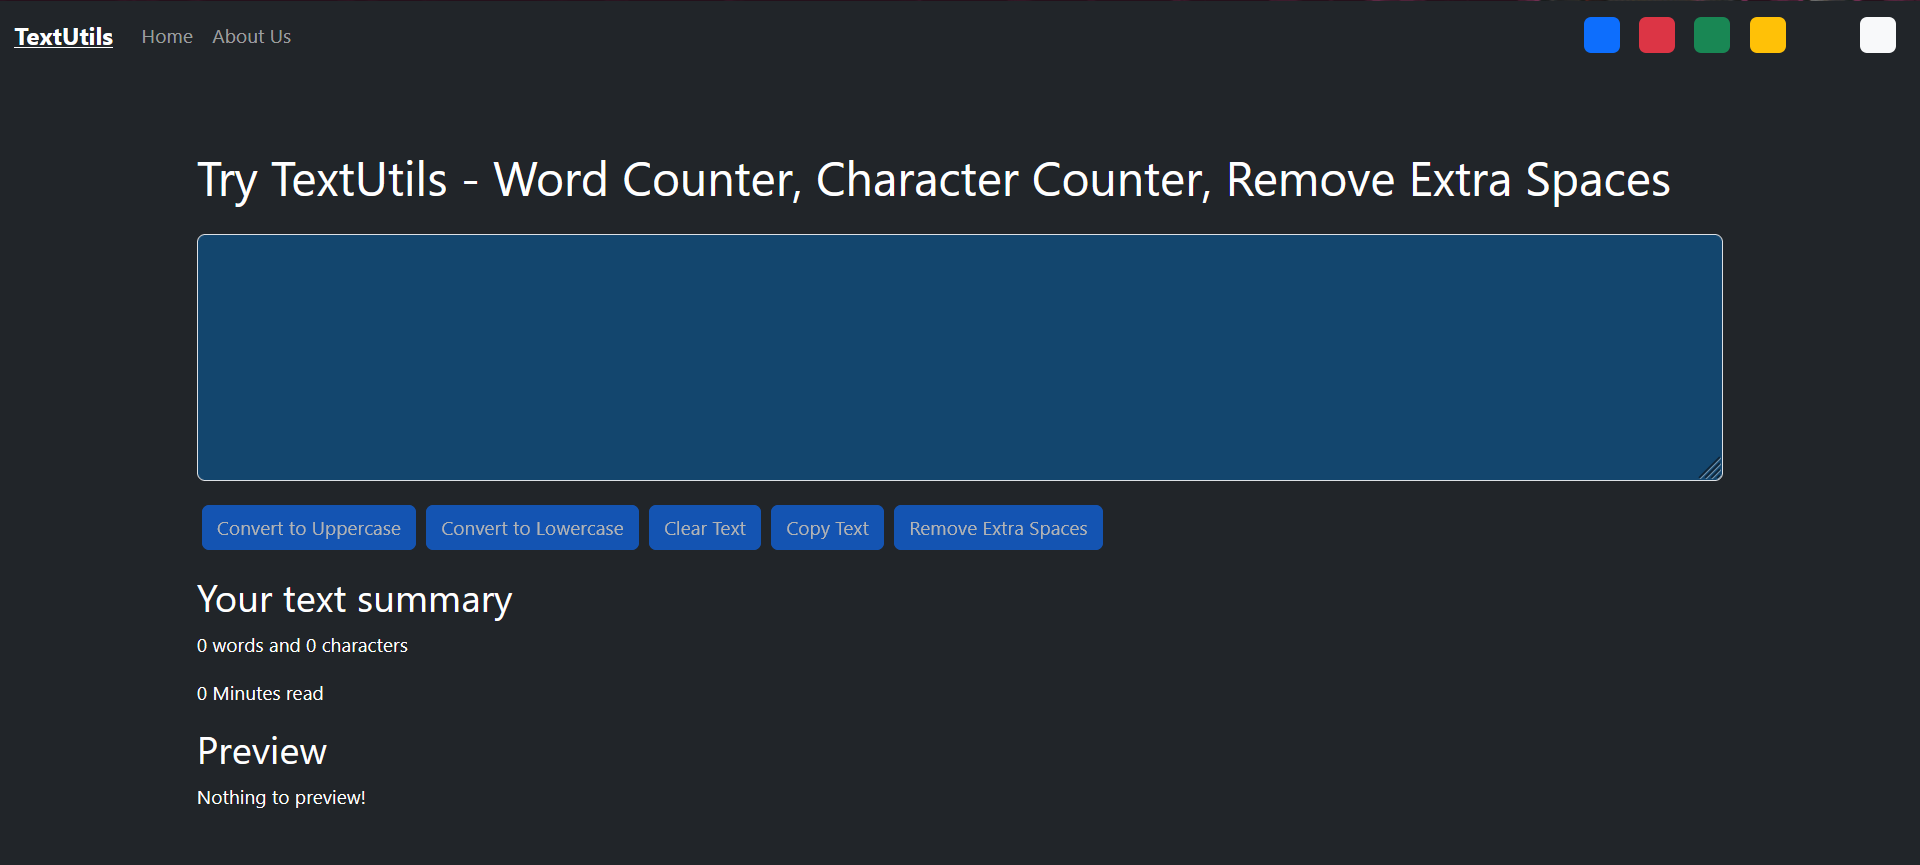 TextUtils Home About Us
Try TextUtils - Word Counter, Character Counter, Remove Extra Spaces
Convert to Uppercase Convert to Lowercase Clear Text Copy Text Remove Extra Spaces
Your text summary
0 words and 0 characters
0 Minutes read
Preview
Nothing to preview!